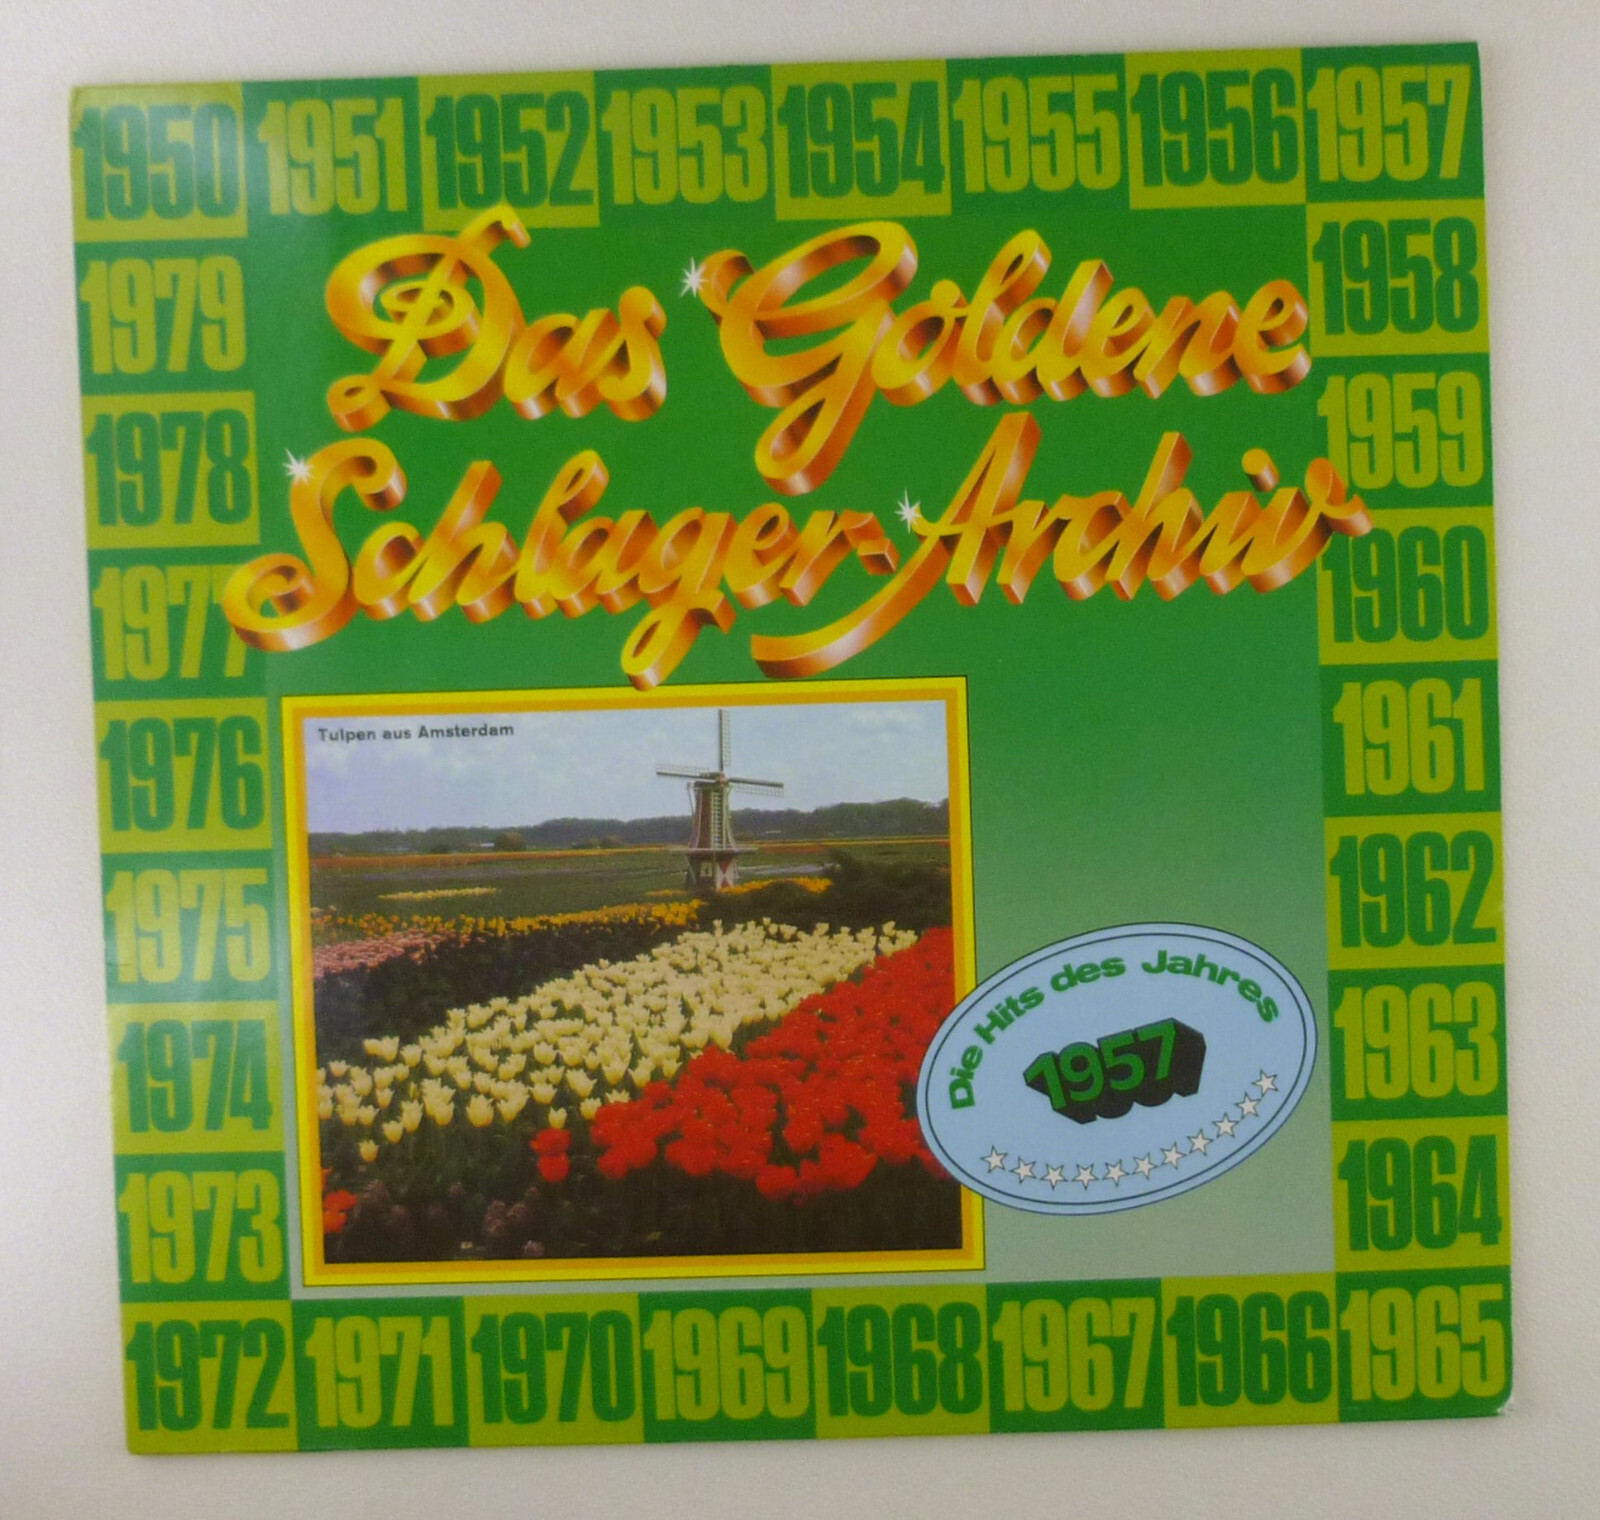 1950 1951 1952 1953 1954 1955 1956 1957
1979 1958
1978 1959
1977 1960
1976 1961
1975 1962
1974 1963
1973 1964
1972 1971 1970 1969 1968 1967 1966 1965
Das Goldene
Schlager-Archiv
Tulpen aus Amsterdam
Die Hits des Jahres
1957